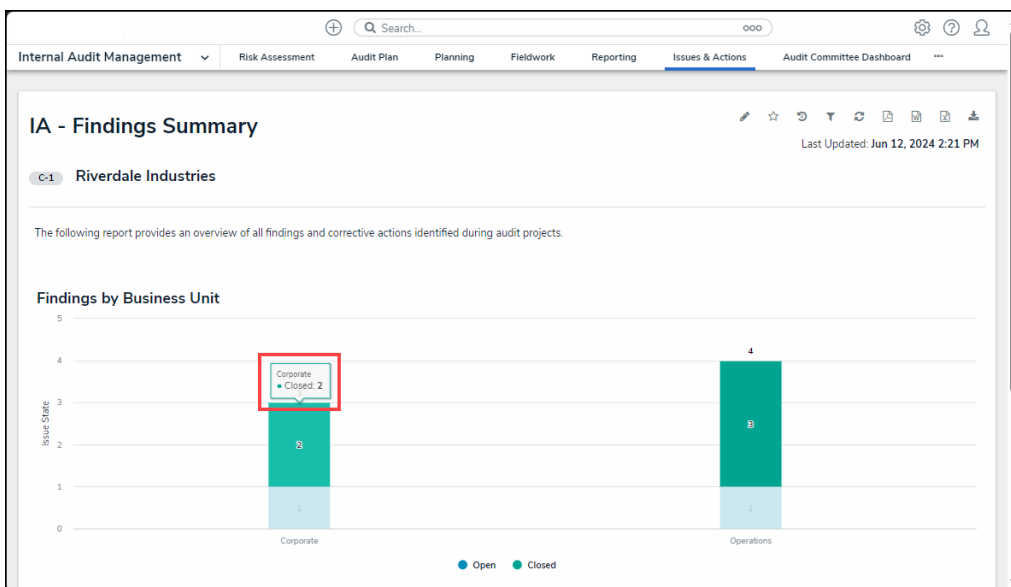 Search...
Internal Audit Management Risk Assessment Audit Plan Planning Fieldwork Reporting Issues & Actions Audit Committee Dashboard
IA - Findings Summary
Last Updated: Jun 12, 2024 2:21 PM
C-1 Riverdale Industries
The following report provides an overview of all findings and corrective actions identified during audit projects.
Findings by Business Unit
5
4
4
Corporate
Closed: 2
3
3
2
2
1
1
1
0
Issue State
Corporate Operations
Open Closed